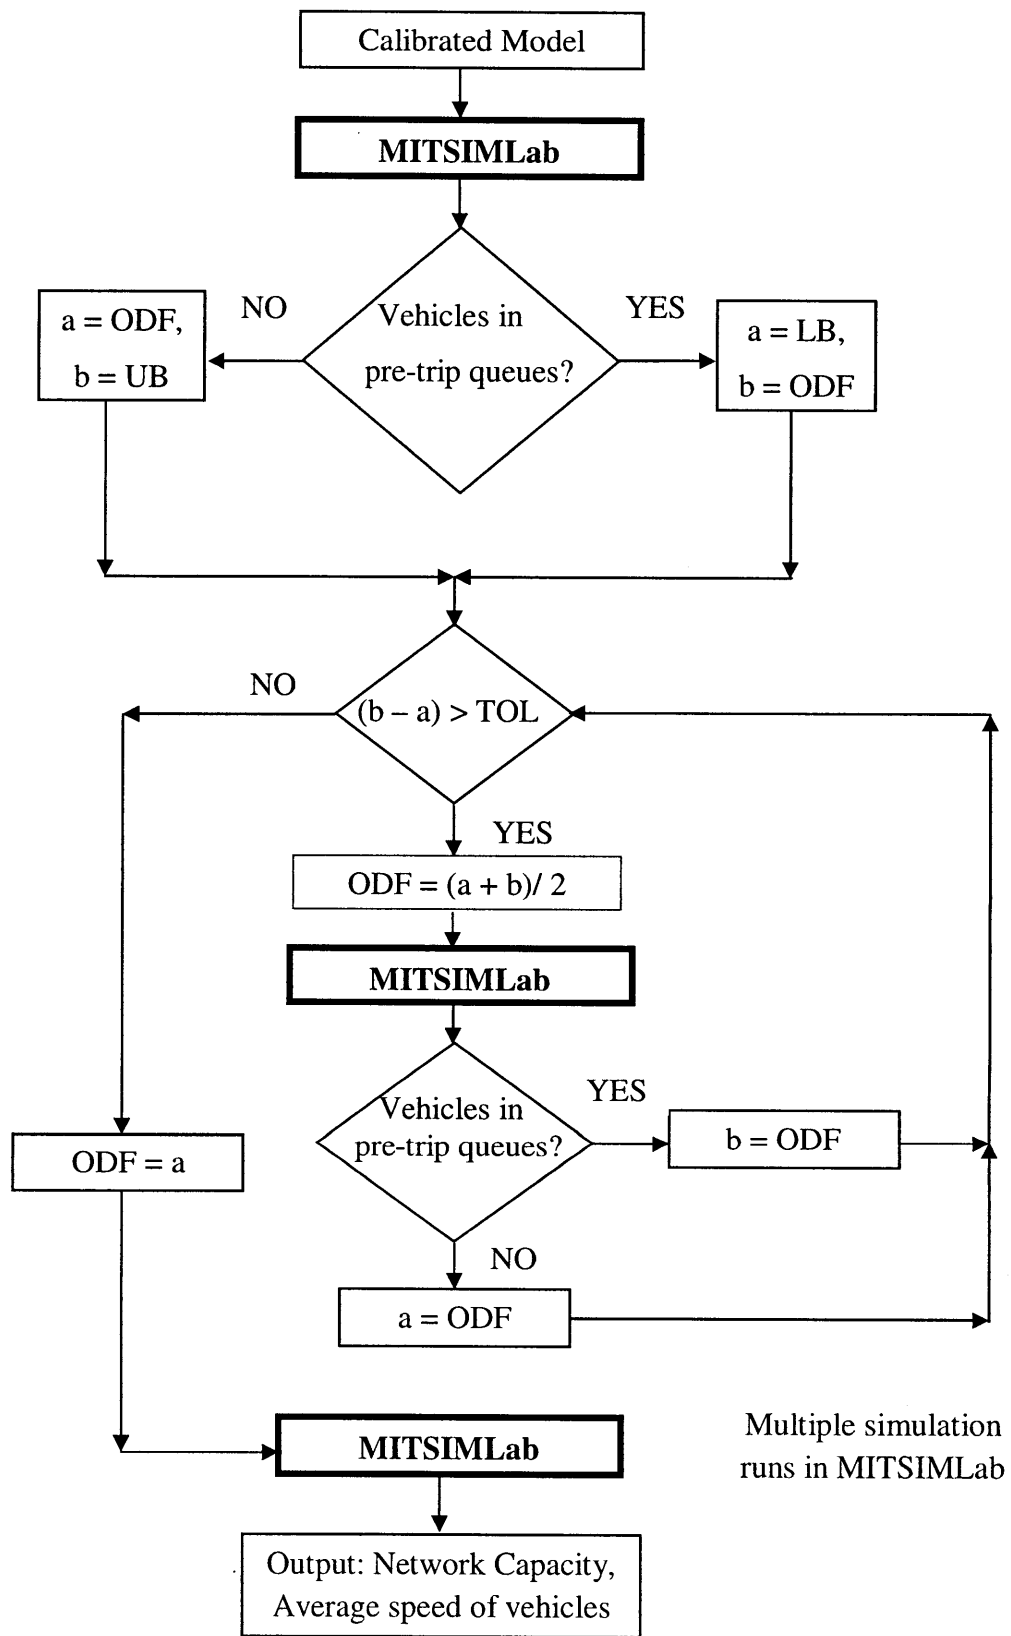 Calibrated Model
MITSIMLab
NO
Vehicles in
pre-trip queues?
YES
a = ODF,
b = UB
a = LB,
b = ODF
NO
(b – a) > TOL
YES
ODF = (a + b)/ 2
MITSIMLab
Vehicles in
pre-trip queues?
YES
b = ODF
ODF = a
NO
a = ODF
MITSIMLab
Multiple simulation
runs in MITSIMLab
Output: Network Capacity,
Average speed of vehicles